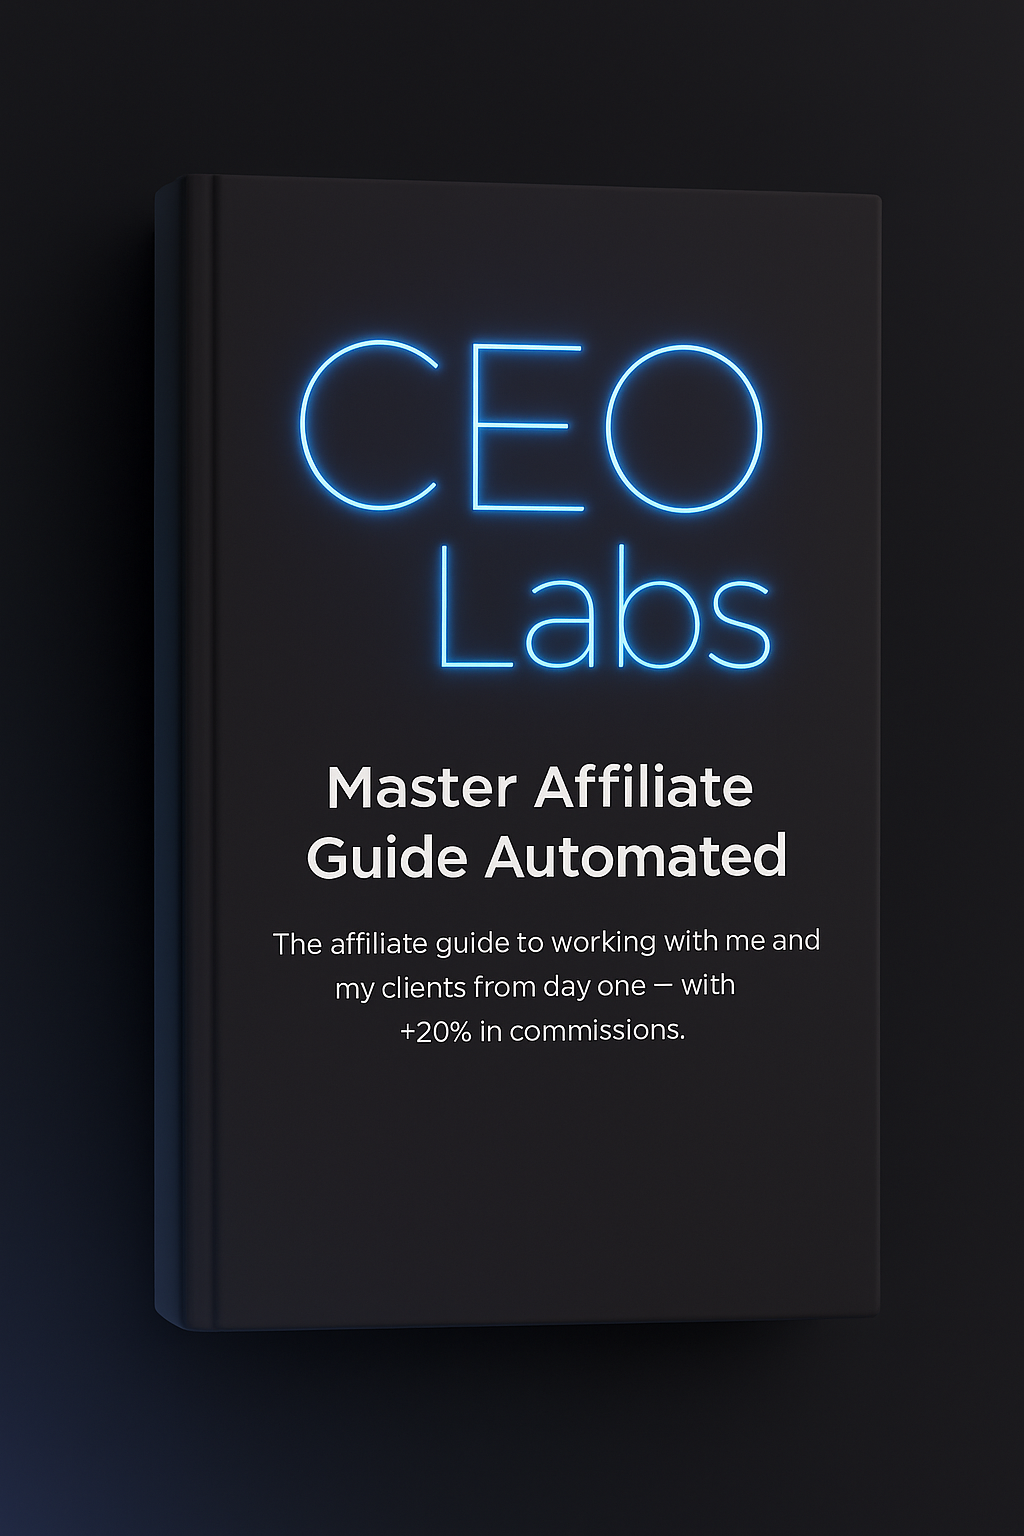 CEO
Labs
Master Affiliate
Guide Automated
The affiliate guide to working with me and
my clients from day one – with
+20% in commissions.